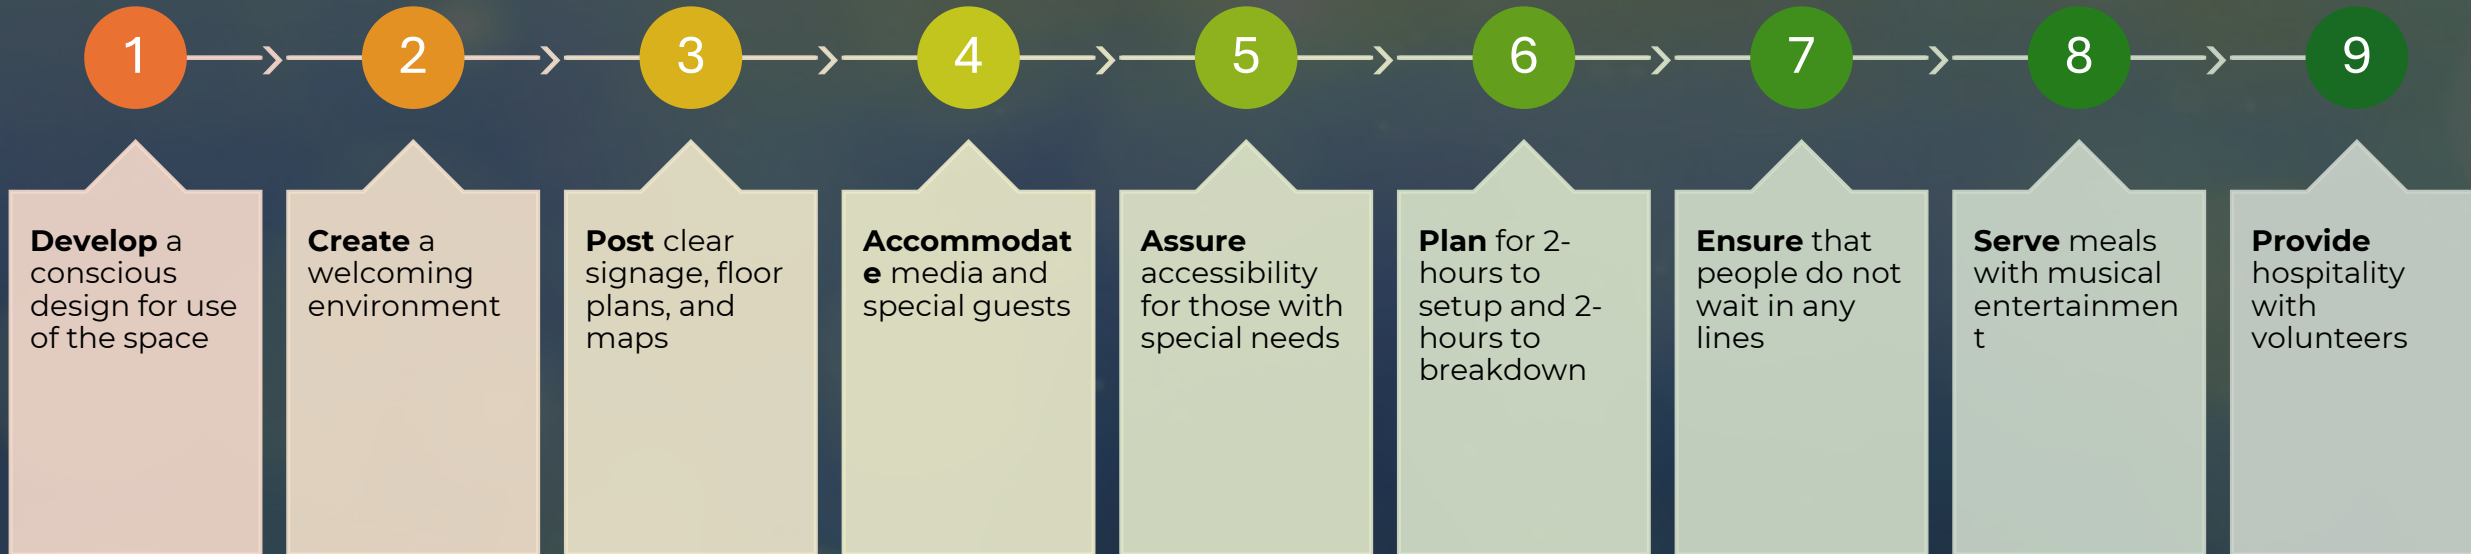 1
2
3
4
5
6
7
8
9
Develop a
conscious
design for use
of the space
Create a
welcoming
environment
Post clear
signage, floor
plans, and
maps
Accommodat
e media and
special guests
Assure
accessibility
for those with
special needs
Plan for 2-
hours to
setup and 2-
hours to
breakdown
Ensure that
people do not
wait in any
lines
Serve meals
with musical
entertainmen
t
Provide
hospitality
with
volunteers